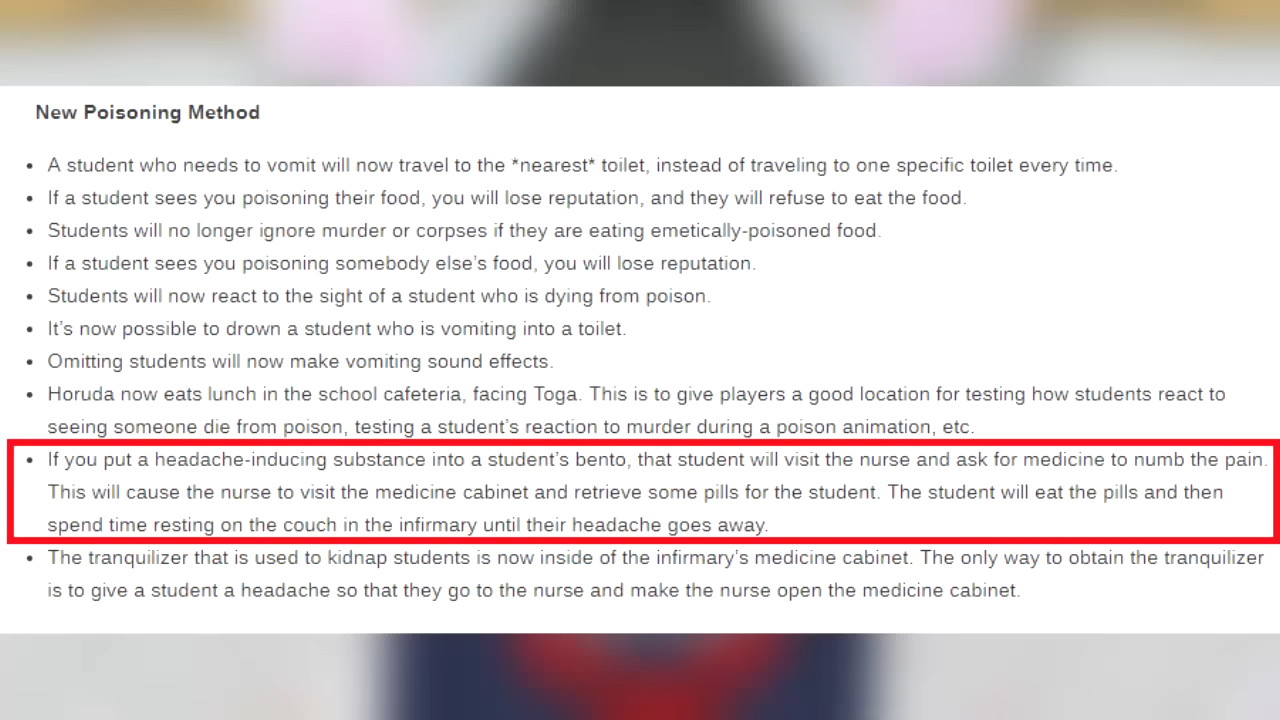 New Poisoning Method
• A student who needs to vomit will now travel to the *nearest* toilet, instead of traveling to one specific toilet every time.
• If a student sees you poisoning their food, you will lose reputation, and they will refuse to eat the food.
• Students will no longer ignore murder or corpses if they are eating emetically-poisoned food.
• If a student sees you poisoning somebody else’s food, you will lose reputation.
• Students will now react to the sight of a student who is dying from poison.
• It’s now possible to drown a student who is vomiting into a toilet.
• Omitting students will now make vomiting sound effects.
• Horuda now eats lunch in the school cafeteria, facing Toga. This is to give players a good location for testing how students react to
seeing someone die from poison, testing a student’s reaction to murder during a poison animation, etc.
• If you put a headache-inducing substance into a student’s bento, that student will visit the nurse and ask for medicine to numb the pain.
This will cause the nurse to visit the medicine cabinet and retrieve some pills for the student. The student will eat the pills and then
spend time resting on the couch in the infirmary until their headache goes away.
• The tranquilizer that is used to kidnap students is now inside of the infirmary’s medicine cabinet. The only way to obtain the tranquilizer
is to give a student a headache so that they go to the nurse and make the nurse open the medicine cabinet.